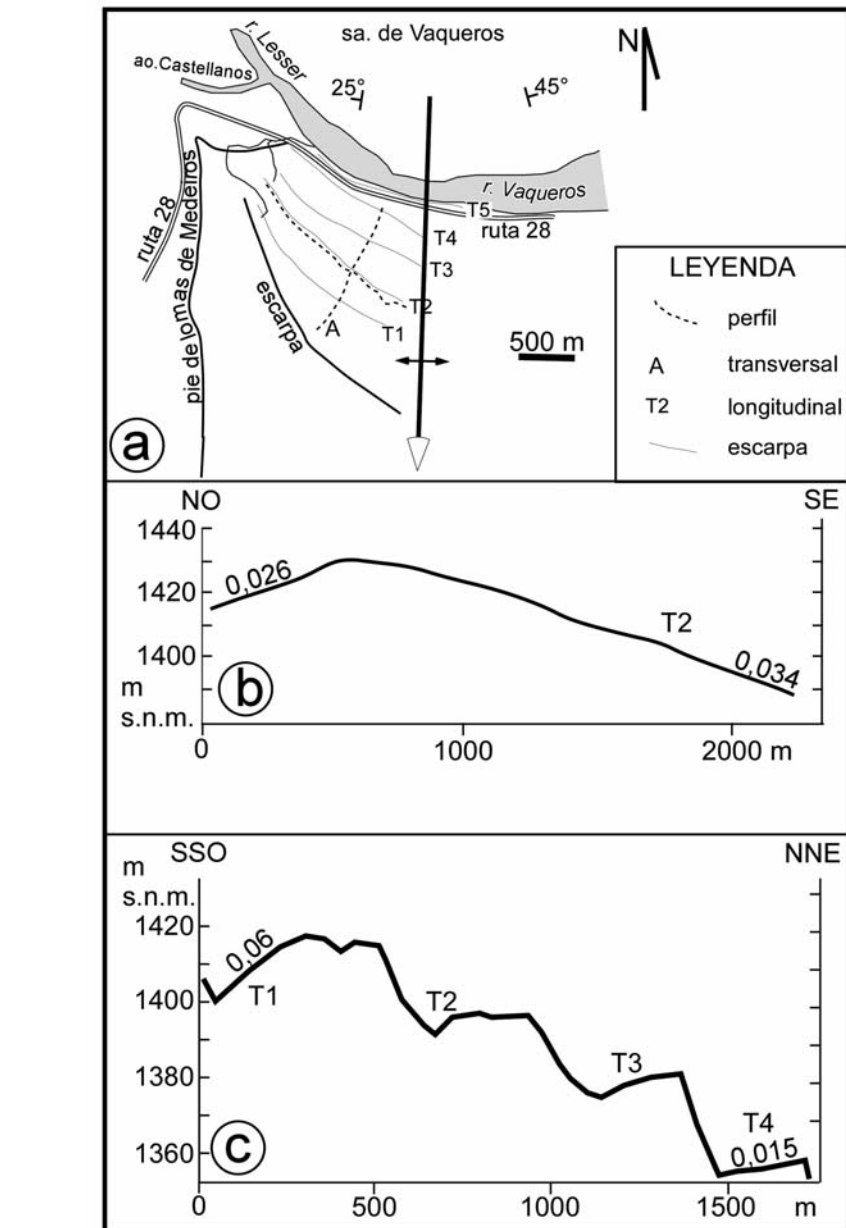 sa. de Vaqueros
N
r. Lesser
ao.Castellanos
25°
45°
r. Vaqueros
T5
ruta 28
ruta 28
pie de lomas de Medeiros
escarpa
T4
T3
T2
T1
A
500 m
LEYENDA
perfil
A transversal
T2 longitudinal
escarpa
a
NO SE
1440
1420
1400
m
s.n.m.
0,026
T2
0,034
b
0 1000 2000 m
m
s.n.m.
SSO NNE
1420
1400
1380
1360
0,06
T1
T2
T3
T4
0,015
c
0 500 1000 1500 m